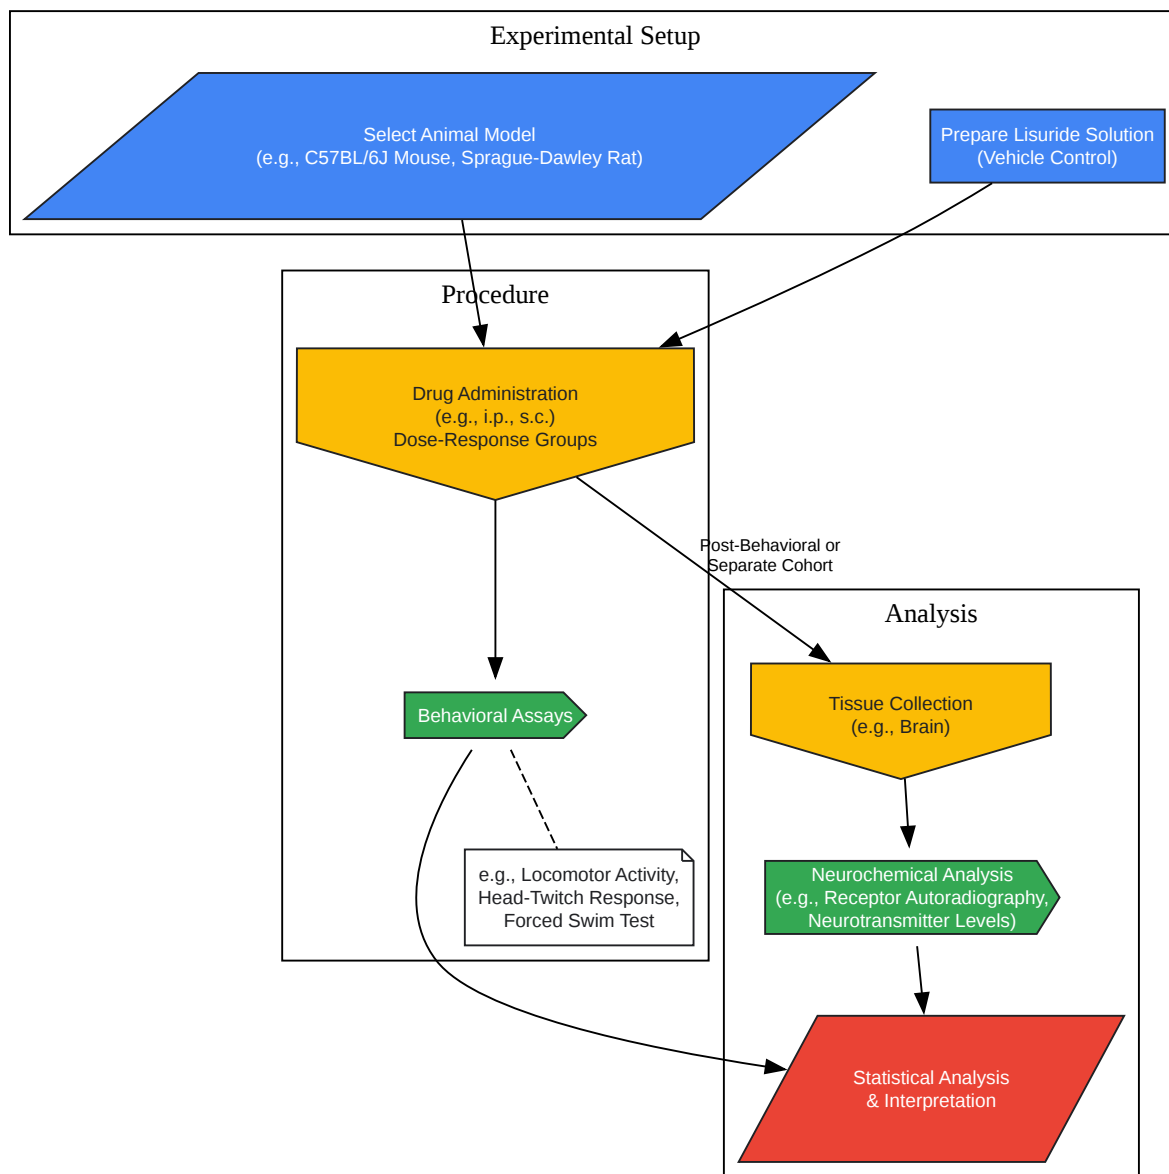 Experimental Setup
Select Animal Model
(e.g., C57BL/6J Mouse, Sprague-Dawley Rat)
Prepare Lisuride Solution
(Vehicle Control)
Procedure
Drug Administration
(e.g., i.p., s.c.)
Dose-Response Groups
Post-Behavioral or
Separate Cohort
Analysis
Tissue Collection
(e.g., Brain)
Behavioral Assays
e.g., Locomotor Activity,
Head-Twitch Response,
Forced Swim Test
Neurochemical Analysis
(e.g., Receptor Autoradiography,
Neurotransmitter Levels)
Statistical Analysis
& Interpretation